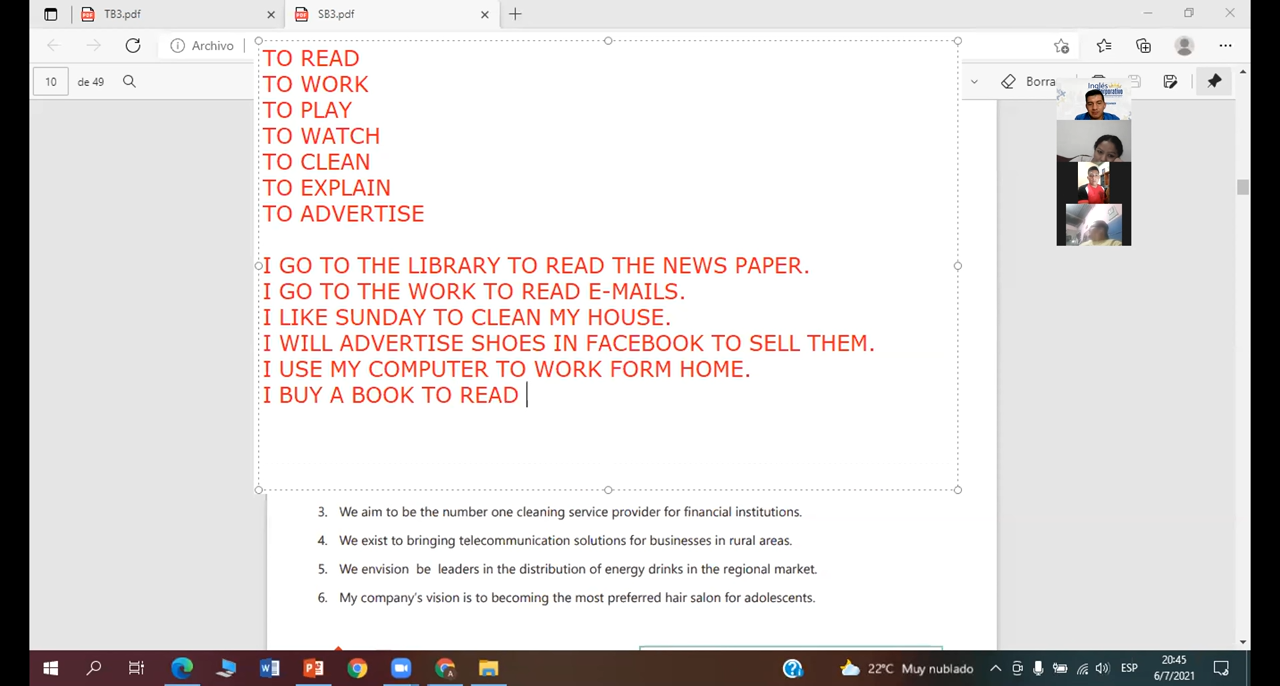 TB3.pdf
SB3.pdf
Archivo
10 de 49
Borra
Inglés
TO READ
TO WORK
TO PLAY
TO WATCH
TO CLEAN
TO EXPLAIN
TO ADVERTISE
I GO TO THE LIBRARY TO READ THE NEWS PAPER.
I GO TO THE WORK TO READ E-MAILS.
I LIKE SUNDAY TO CLEAN MY HOUSE.
I WILL ADVERTISE SHOES IN FACEBOOK TO SELL THEM.
I USE MY COMPUTER TO WORK FORM HOME.
I BUY A BOOK TO READ
3. We aim to be the number one cleaning service provider for financial institutions.
4. We exist to bringing telecommunication solutions for businesses in rural areas.
5. We envision be leaders in the distribution of energy drinks in the regional market.
6. My company's vision is to becoming the most preferred hair salon for adolescents.
22°C Muy nublado
ESP
20:45
6/7/2021